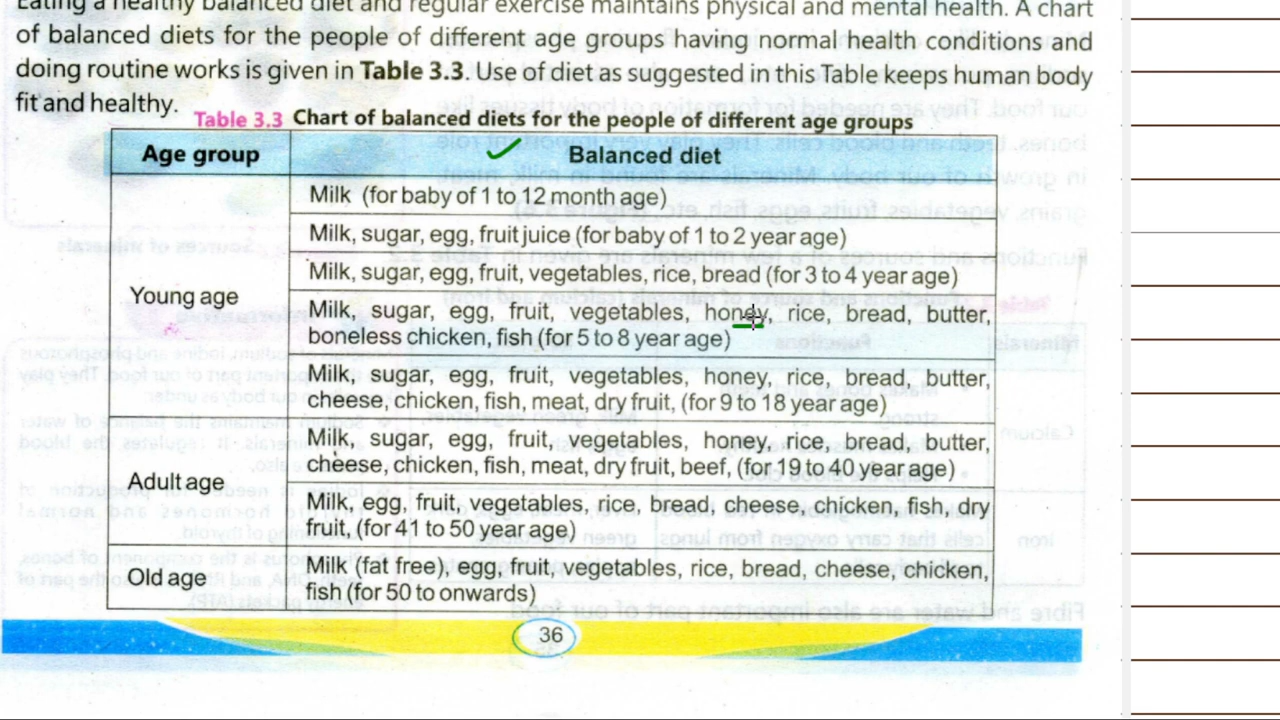 Eating a healthy balanced diet and regular exercise maintains physical and mental health. A chart
of balanced diets for the people of different age groups having normal health conditions and
doing routine works is given in Table 3.3. Use of diet as suggested in this Table keeps human body
fit and healthy.
Table 3.3 Chart of balanced diets for the people of different age groups
Age group
Balanced diet
Young age
Milk (for baby of 1 to 12 month age)
Milk, sugar, egg, fruit juice (for baby of 1 to 2 year age)
Milk, sugar, egg, fruit, vegetables, rice, bread (for 3 to 4 year age)
Milk, sugar, egg, fruit, vegetables, honey, rice, bread, butter,
boneless chicken, fish (for 5 to 8 year age)
Milk, sugar, egg, fruit, vegetables, honey, rice, bread, butter,
cheese, chicken, fish, meat, dry fruit, (for 9 to 18 year age)
Adult age
Milk, sugar, egg, fruit, vegetables, honey, rice, bread, butter,
cheese, chicken, fish, meat, dry fruit, beef, (for 19 to 40 year age)
Milk, egg, fruit, vegetables, rice, bread, cheese, chicken, fish, dry
fruit, (for 41 to 50 year age)
Old age
Milk (fat free), egg, fruit, vegetables, rice, bread, cheese, chicken,
fish (for 50 to onwards)
36